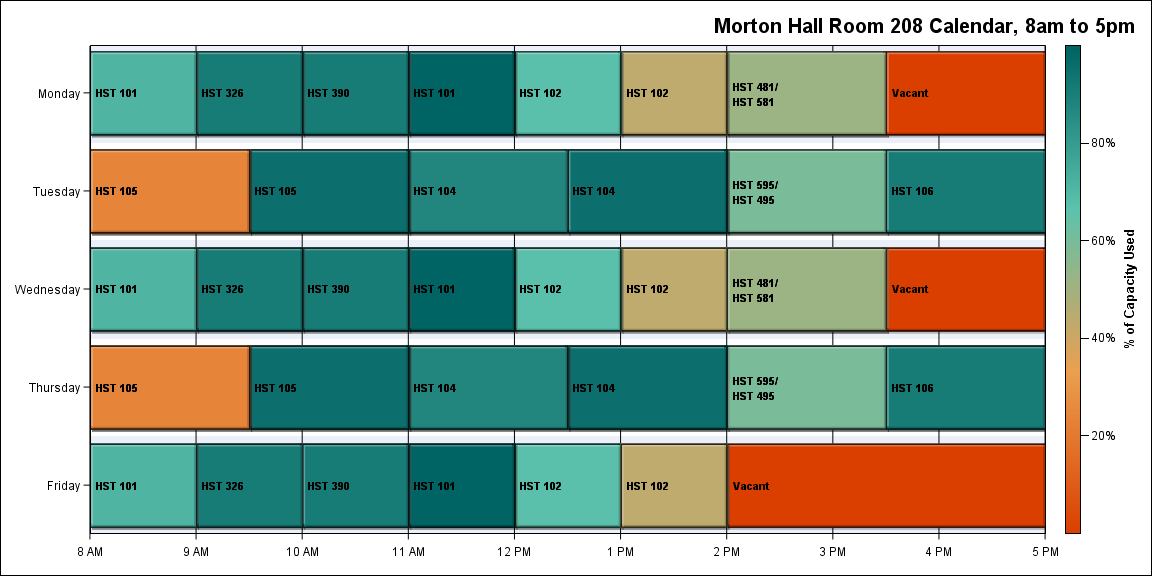 Morton Hall Room 208 Calendar, 8am to 5pm
Monday
HST 101
HST 326
HST 390
HST 101
HST 102
HST 102
HST 481/
HST 581
Vacant
Tuesday
HST 105
HST 105
HST 104
HST 104
HST 595/
HST 495
HST 106
Wednesday
HST 101
HST 326
HST 390
HST 101
HST 102
HST 102
HST 481/
HST 581
Vacant
Thursday
HST 105
HST 105
HST 104
HST 104
HST 595/
HST 495
HST 106
Friday
HST 101
HST 326
HST 390
HST 101
HST 102
HST 102
Vacant
8 AM
9 AM
10 AM
11 AM
12 PM
1 PM
2 PM
3 PM
4 PM
5 PM
80%
60%
40%
20%
% of Capacity Used